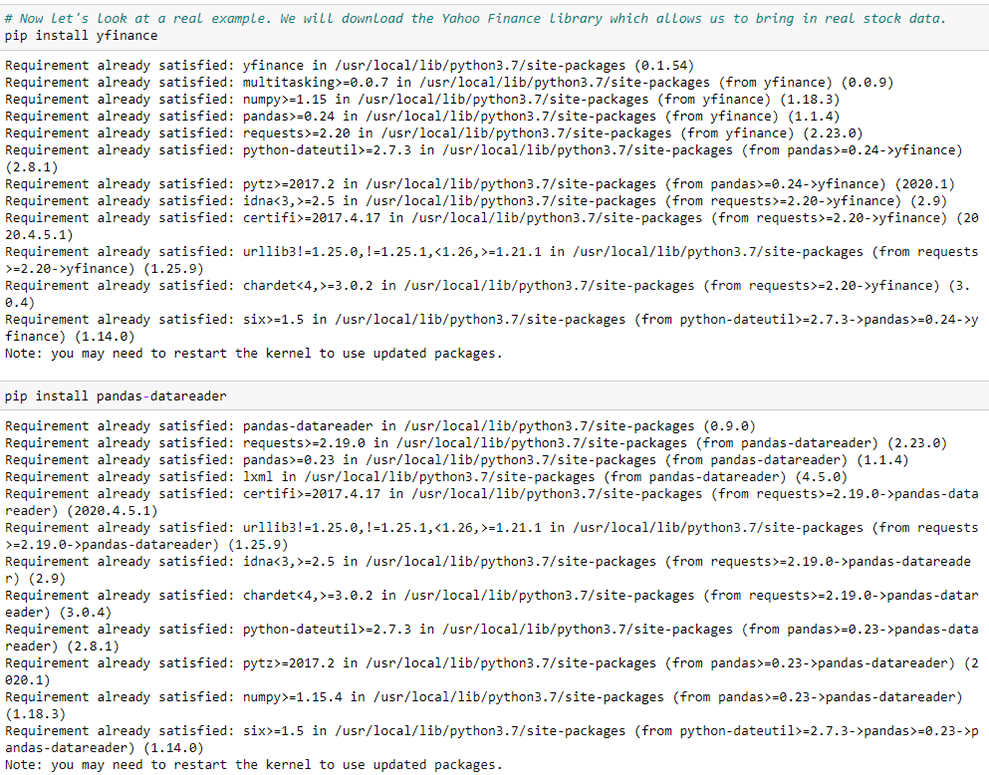 # Now let's look at a real example. We will download the Yahoo Finance library which allows us to bring in real stock data.
pip install yfinance
Requirement already satisfied: yfinance in /usr/local/lib/python3.7/site-packages (0.1.54)
Requirement already satisfied: multitasking>=0.0.7 in /usr/local/lib/python3.7/site-packages (from yfinance) (0.0.9)
Requirement already satisfied: numpy>=1.15 in /usr/local/lib/python3.7/site-packages (from yfinance) (1.18.3)
Requirement already satisfied: pandas>=0.24 in /usr/local/lib/python3.7/site-packages (from yfinance) (1.1.4)
Requirement already satisfied: requests>=2.20 in /usr/local/lib/python3.7/site-packages (from yfinance) (2.23.0)
Requirement already satisfied: python-dateutil>=2.7.3 in /usr/local/lib/python3.7/site-packages (from pandas>=0.24->yfinance)
(2.8.1)
Requirement already satisfied: pytz>=2017.2 in /usr/local/lib/python3.7/site-packages (from pandas>=0.24->yfinance) (2020.1)
Requirement already satisfied: idna<3,>=2.5 in /usr/local/lib/python3.7/site-packages (from requests>=2.20->yfinance) (2.9)
Requirement already satisfied: certifi>=2017.4.17 in /usr/local/lib/python3.7/site-packages (from requests>=2.20->yfinance) (20
20.4.5.1)
Requirement already satisfied: urllib3!=1.25.0,!=1.25.1,<1.26,>=1.21.1 in /usr/local/lib/python3.7/site-packages (from requests
>=2.20->yfinance) (1.25.9)
Requirement already satisfied: chardet<4,>=3.0.2 in /usr/local/lib/python3.7/site-packages (from requests>=2.20->yfinance) (3.
0.4)
Requirement already satisfied: six>=1.5 in /usr/local/lib/python3.7/site-packages (from python-dateutil>=2.7.3->pandas>=0.24->y
finance) (1.14.0)
Note: you may need to restart the kernel to use updated packages.
pip install pandas-datareader
Requirement already satisfied: pandas-datareader in /usr/local/lib/python3.7/site-packages (0.9.0)
Requirement already satisfied: requests>=2.19.0 in /usr/local/lib/python3.7/site-packages (from pandas-datareader) (2.23.0)
Requirement already satisfied: pandas>=0.23 in /usr/local/lib/python3.7/site-packages (from pandas-datareader) (1.1.4)
Requirement already satisfied: lxml in /usr/local/lib/python3.7/site-packages (from pandas-datareader) (4.5.0)
Requirement already satisfied: certifi>=2017.4.17 in /usr/local/lib/python3.7/site-packages (from requests>=2.19.0->pandas-data
reader) (2020.4.5.1)
Requirement already satisfied: urllib3!=1.25.0,!=1.25.1,<1.26,>=1.21.1 in /usr/local/lib/python3.7/site-packages (from requests
>=2.19.0->pandas-datareader) (1.25.9)
Requirement already satisfied: idna<3,>=2.5 in /usr/local/lib/python3.7/site-packages (from requests>=2.19.0->pandas-datareade
r) (2.9)
Requirement already satisfied: chardet<4,>=3.0.2 in /usr/local/lib/python3.7/site-packages (from requests>=2.19.0->pandas-datar
eader) (3.0.4)
Requirement already satisfied: python-dateutil>=2.7.3 in /usr/local/lib/python3.7/site-packages (from pandas>=0.23->pandas-data
reader) (2.8.1)
Requirement already satisfied: pytz>=2017.2 in /usr/local/lib/python3.7/site-packages (from pandas>=0.23->pandas-datareader) (2
020.1)
Requirement already satisfied: numpy>=1.15.4 in /usr/local/lib/python3.7/site-packages (from pandas>=0.23->pandas-datareader)
(1.18.3)
Requirement already satisfied: six>=1.5 in /usr/local/lib/python3.7/site-packages (from python-dateutil>=2.7.3->pandas>=0.23->p
andas-datareader) (1.14.0)
Note: you may need to restart the kernel to use updated packages.